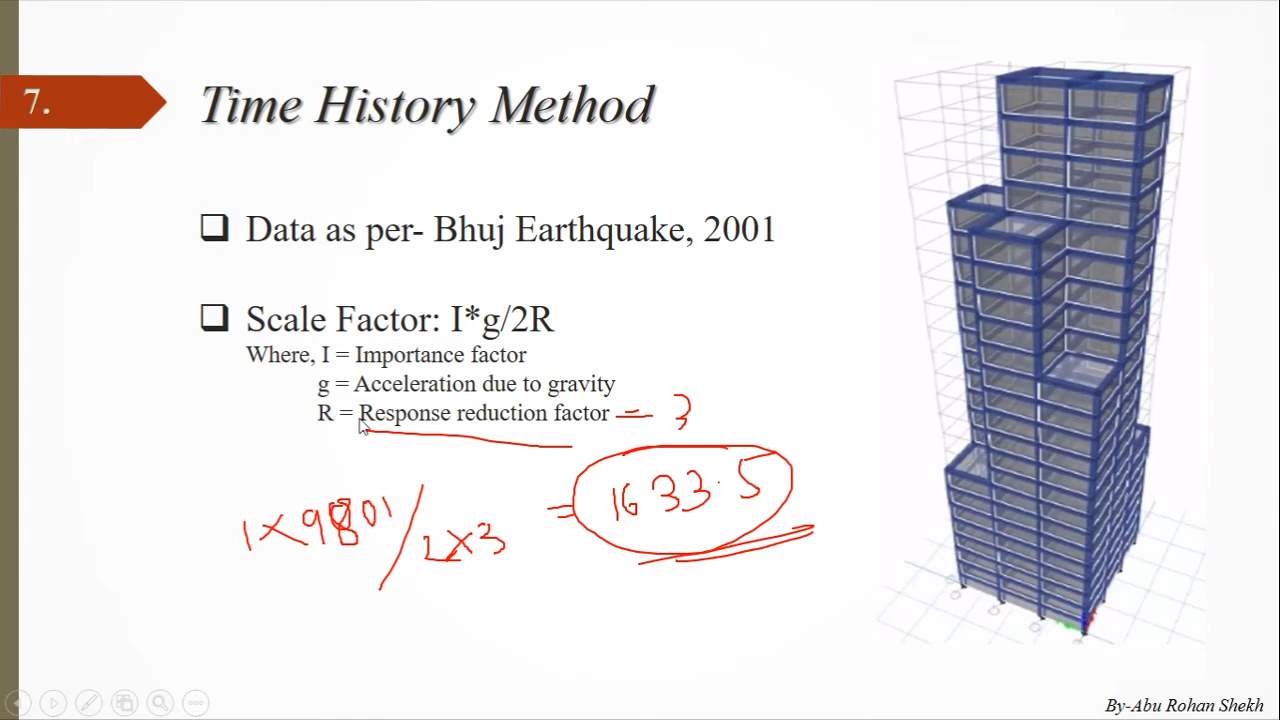 7.
Time History Method
Data as per- Bhuj Earthquake, 2001
Scale Factor: I*g/2R
Where, I = Importance factor
g = Acceleration due to gravity
R = Response reduction factor = 3
1×9801/2×3 = 1633.5
By-Abu Rohan Shekh